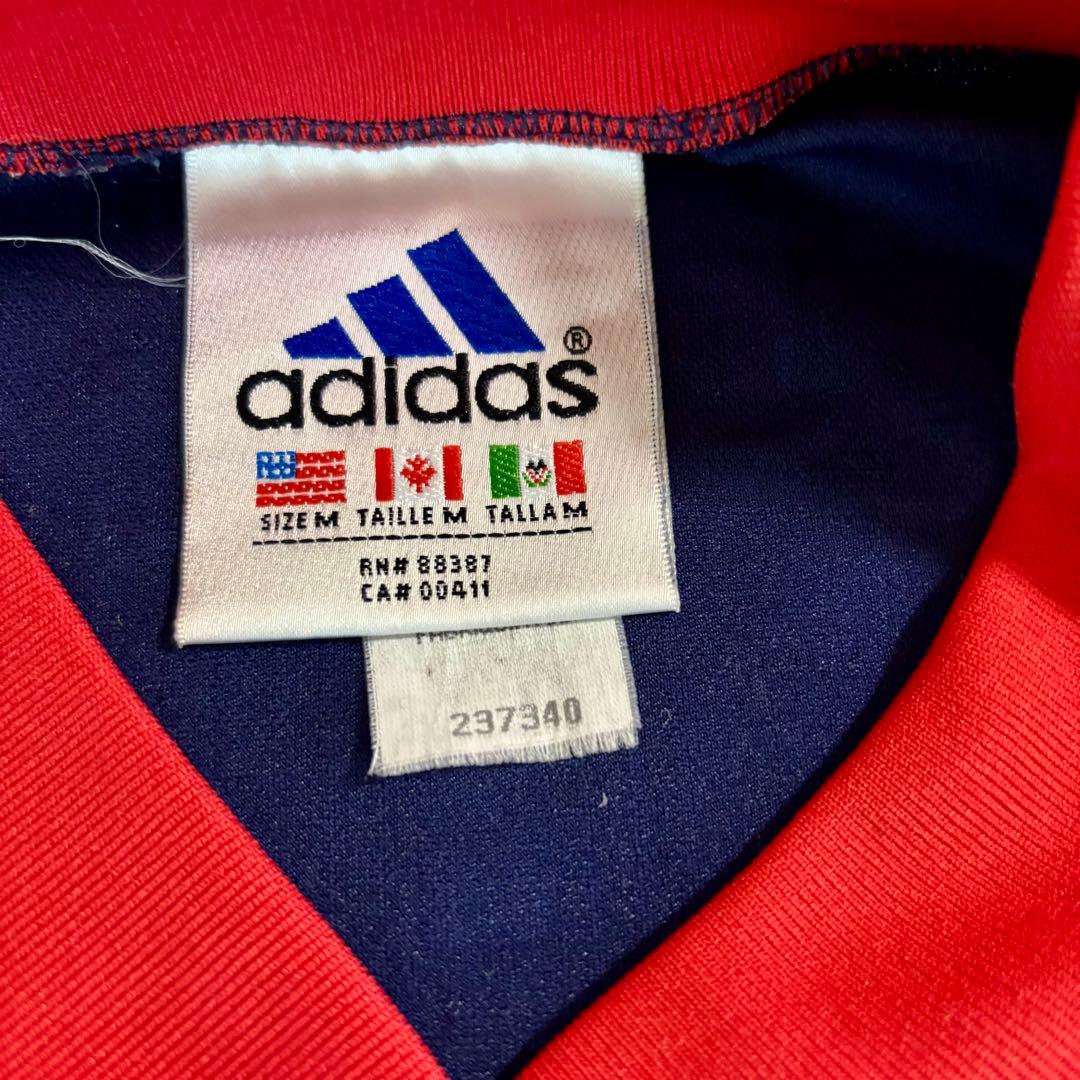 adidas®
SIZE M TAILLE M TALLA M
RN# 88387
CA# 00411
237340